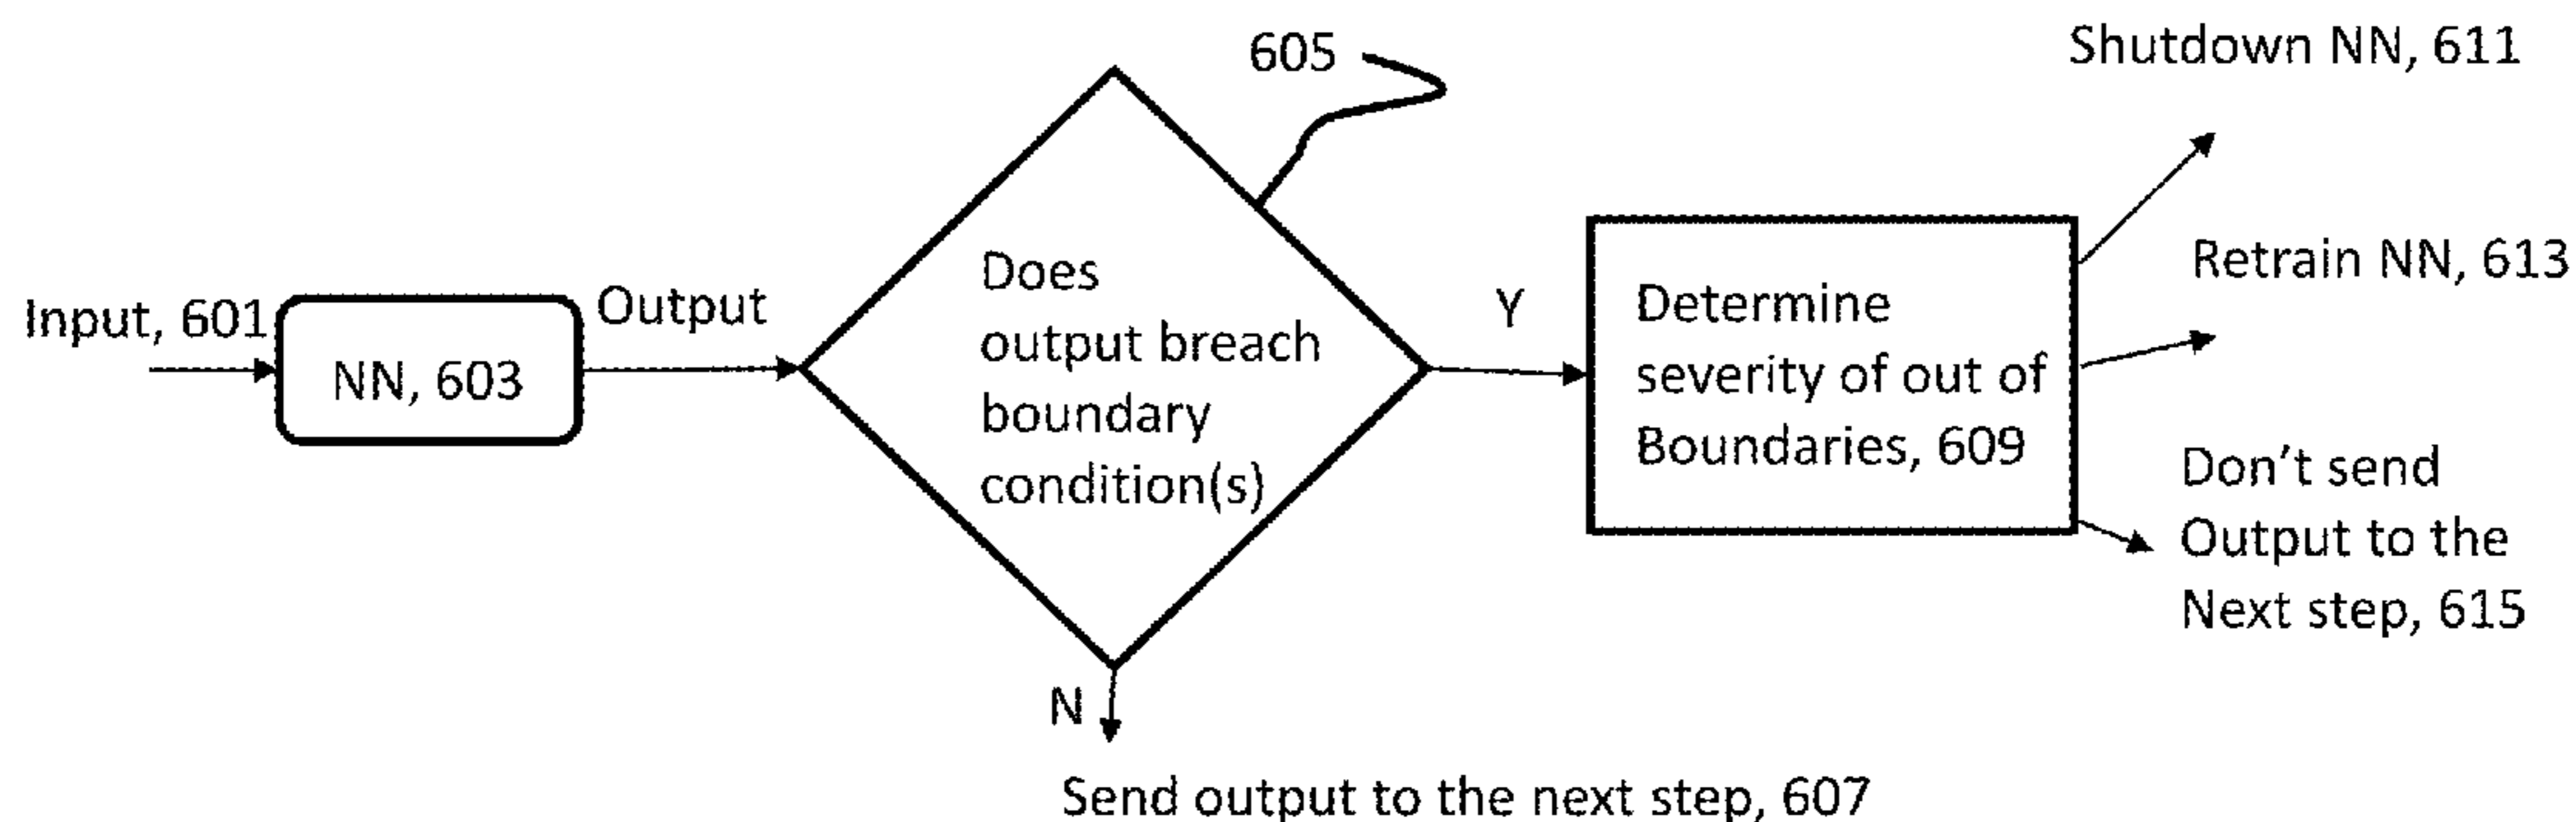 Input, 601
NN, 603
Output
605
Does
output breach
boundary
condition(s)
N
Send output to the next step, 607
Y
Determine
severity of out of
Boundaries, 609
Shutdown NN, 611
Retrain NN, 613
Don't send
Output to the
Next step, 615